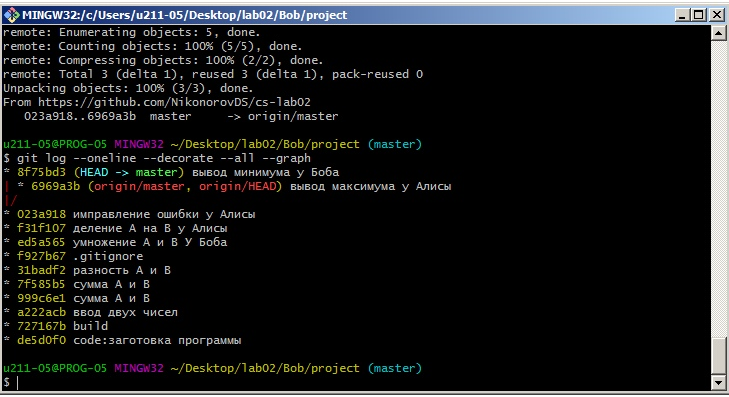 MINGW32:/c/Users/u211-05/Desktop/lab02/Bob/project
remote: Enumerating objects: 5, done.
remote: Counting objects: 100% (5/5), done.
remote: Compressing objects: 100% (2/2), done.
remote: Total 3 (delta 1), reused 3 (delta 1), pack-reused 0
Unpacking objects: 100% (3/3), done.
From https://github.com/NikonorovDS/cs-lab02
   023a918..6969a3b  master     -> origin/master

u211-05@PROG-05 MINGW32 ~/Desktop/lab02/Bob/project (master)
$ git log --oneline --decorate --all --graph
* 8f75bd3 (HEAD -> master) вывод минимума у Боба
| * 6969a3b (origin/master, origin/HEAD) вывод максимума у Алисы
|/
* 023a918 имправление ошибки у Алисы
* f31f107 деление А на В у Алисы
* ed5a565 умножение А и В У Боба
* f927b67 .gitignore
* 31badf2 разность А и В
* 7f585b5 сумма А и В
* 999c6e1 сумма А и В
* a222acb ввод двух чисел
* 727167b build
* de5d0f0 code:заготовка программы

u211-05@PROG-05 MINGW32 ~/Desktop/lab02/Bob/project (master)
$